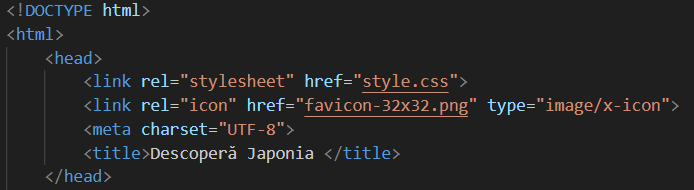 <!DOCTYPE html>
<html>
<head>
<link rel="stylesheet" href="style.css">
<link rel="icon" href="favicon-32x32.png" type="image/x-icon">
<meta charset="UTF-8">
<title>Descoperă Japonia </title>
</head>